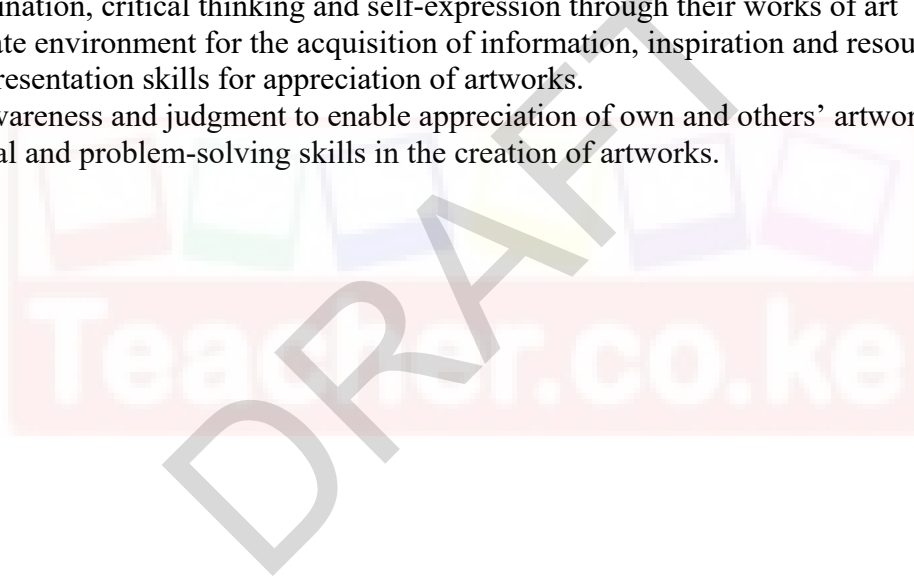 ination, critical thinking and self-expression through their works of art
ate environment for the acquisition of information, inspiration and resou
resentation skills for appreciation of artworks.
wareness and judgment to enable appreciation of own and others’ artwor
al and problem-solving skills in the creation of artworks.
Teacher.co.ke
DRAFT